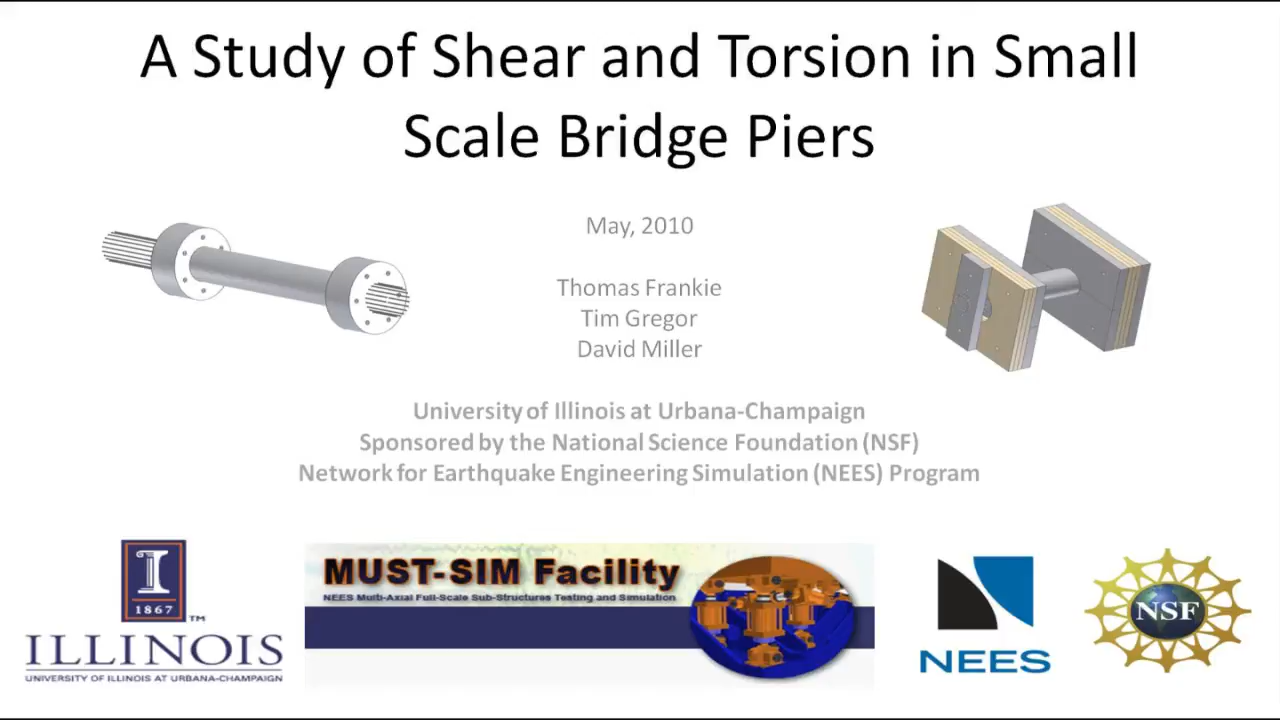 A Study of Shear and Torsion in Small
Scale Bridge Piers
May, 2010
Thomas Frankie
Tim Gregor
David Miller
University of Illinois at Urbana-Champaign
Sponsored by the National Science Foundation (NSF)
Network for Earthquake Engineering Simulation (NEES) Program
I
1867
TM
ILLINOIS
UNIVERSITY OF ILLINOIS AT URBANA-CHAMPAIGN
MUST-SIM Facility
NEES Multi-Axial Full-Scale Sub-Structures Testing and Simulation
NEES
NSF